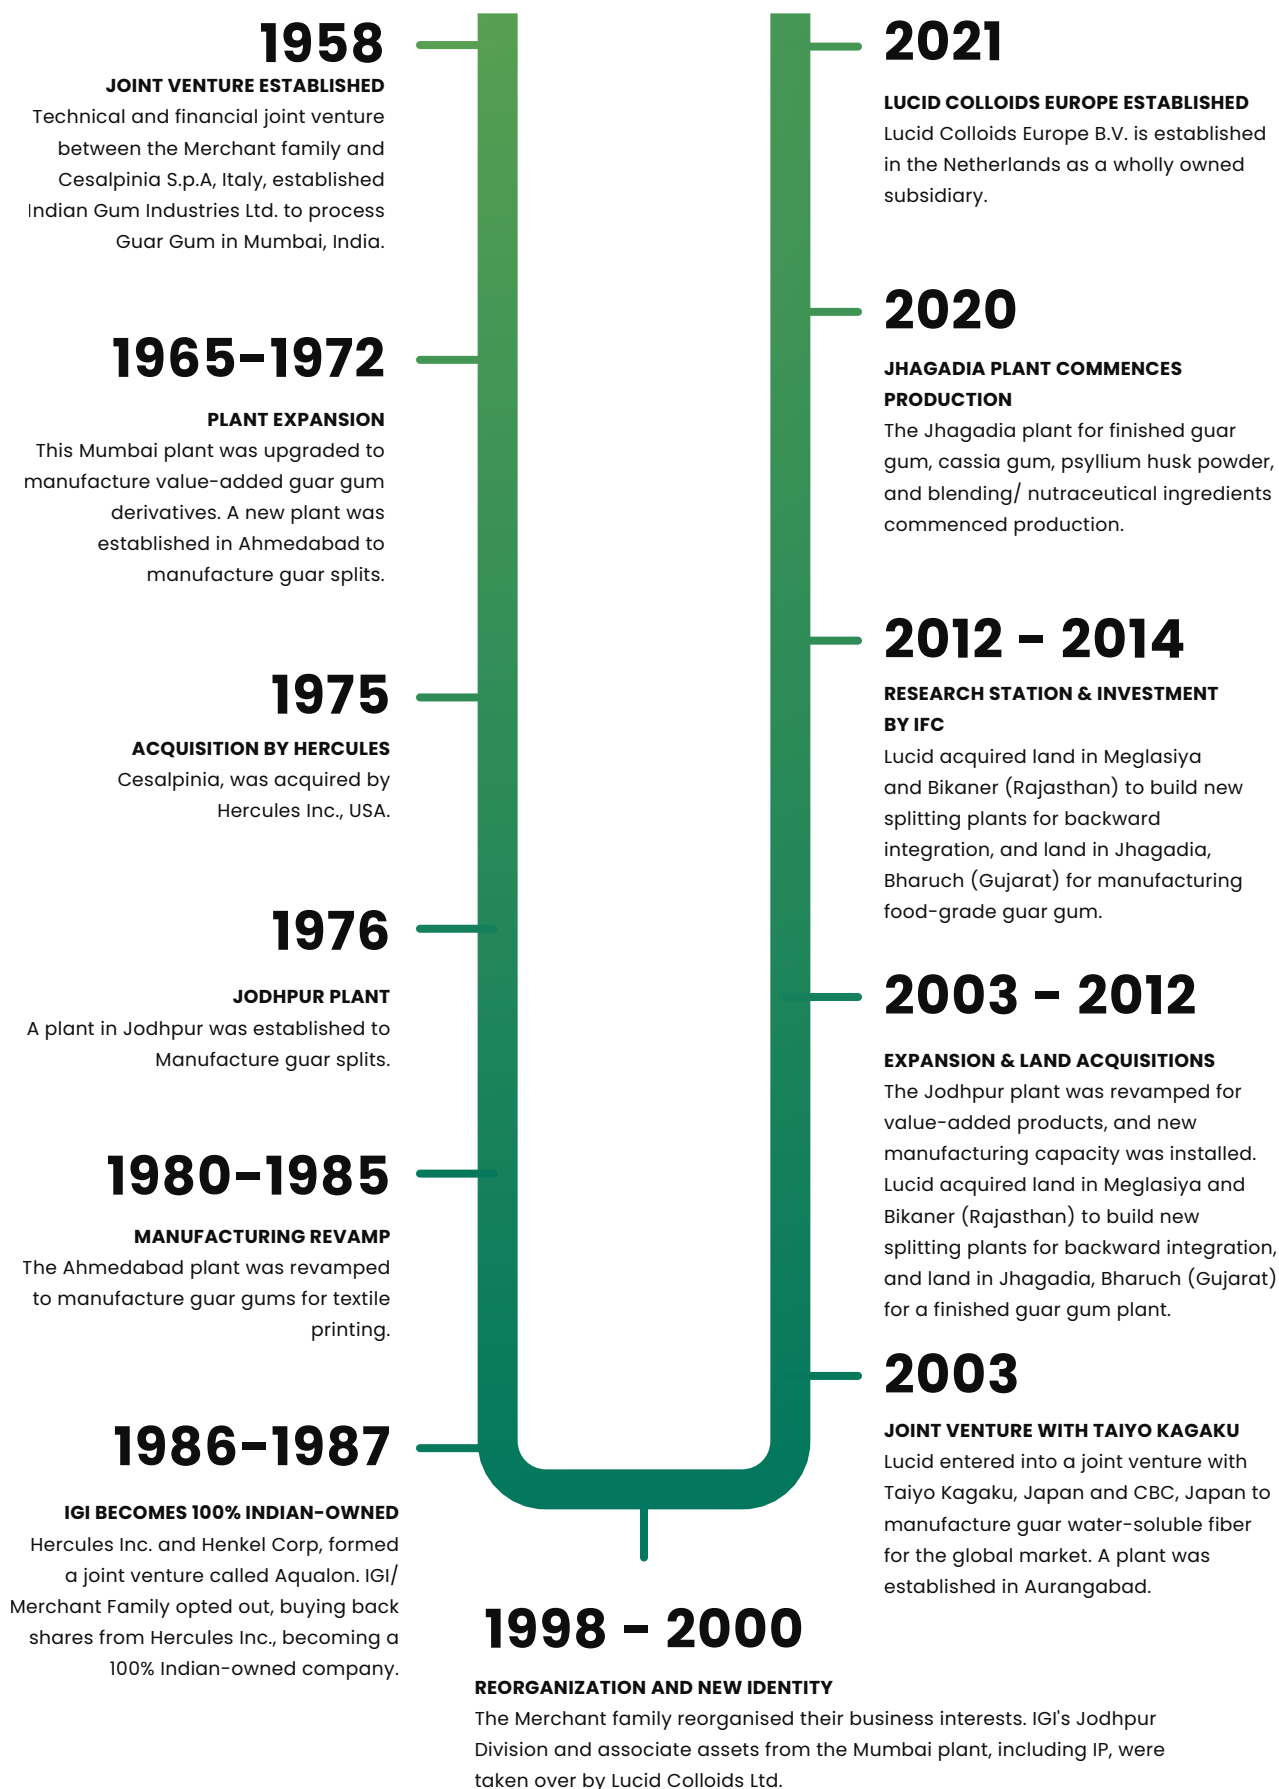 1958
JOINT VENTURE ESTABLISHED
Technical and financial joint venture
between the Merchant family and
Cesalpinia S.p.A, Italy, established
Indian Gum Industries Ltd. to process
Guar Gum in Mumbai, India.
1965-1972
PLANT EXPANSION
This Mumbai plant was upgraded to
manufacture value-added guar gum
derivatives. A new plant was
established in Ahmedabad to
manufacture guar splits.
1975
ACQUISITION BY HERCULES
Cesalpinia, was acquired by
Hercules Inc., USA.
1976
JODHPUR PLANT
A plant in Jodhpur was established to
Manufacture guar splits.
1980-1985
MANUFACTURING REVAMP
The Ahmedabad plant was revamped
to manufacture guar gums for textile
printing.
1986-1987
IGI BECOMES 100% INDIAN-OWNED
Hercules Inc. and Henkel Corp, formed
a joint venture called Aqualon. IGI/
Merchant Family opted out, buying back
shares from Hercules Inc., becoming a
100% Indian-owned company.
1998 - 2000
REORGANIZATION AND NEW IDENTITY
The Merchant family reorganised their business interests. IGI's Jodhpur
Division and associate assets from the Mumbai plant, including IP, were
taken over by Lucid Colloids Ltd.
2003
JOINT VENTURE WITH TAIYO KAGAKU
Lucid entered into a joint venture with
Taiyo Kagaku, Japan and CBC, Japan to
manufacture guar water-soluble fiber
for the global market. A plant was
established in Aurangabad.
2003 - 2012
EXPANSION & LAND ACQUISITIONS
The Jodhpur plant was revamped for
value-added products, and new
manufacturing capacity was installed.
Lucid acquired land in Meglasiya and
Bikaner (Rajasthan) to build new
splitting plants for backward integration,
and land in Jhagadia, Bharuch (Gujarat)
for a finished guar gum plant.
2012 - 2014
RESEARCH STATION & INVESTMENT
BY IFC
Lucid acquired land in Meglasiya
and Bikaner (Rajasthan) to build new
splitting plants for backward
integration, and land in Jhagadia,
Bharuch (Gujarat) for manufacturing
food-grade guar gum.
2020
JHAGADIA PLANT COMMENCES
PRODUCTION
The Jhagadia plant for finished guar
gum, cassia gum, psyllium husk powder,
and blending/ nutraceutical ingredients
commenced production.
2021
LUCID COLLOIDS EUROPE ESTABLISHED
Lucid Colloids Europe B.V. is established
in the Netherlands as a wholly owned
subsidiary.